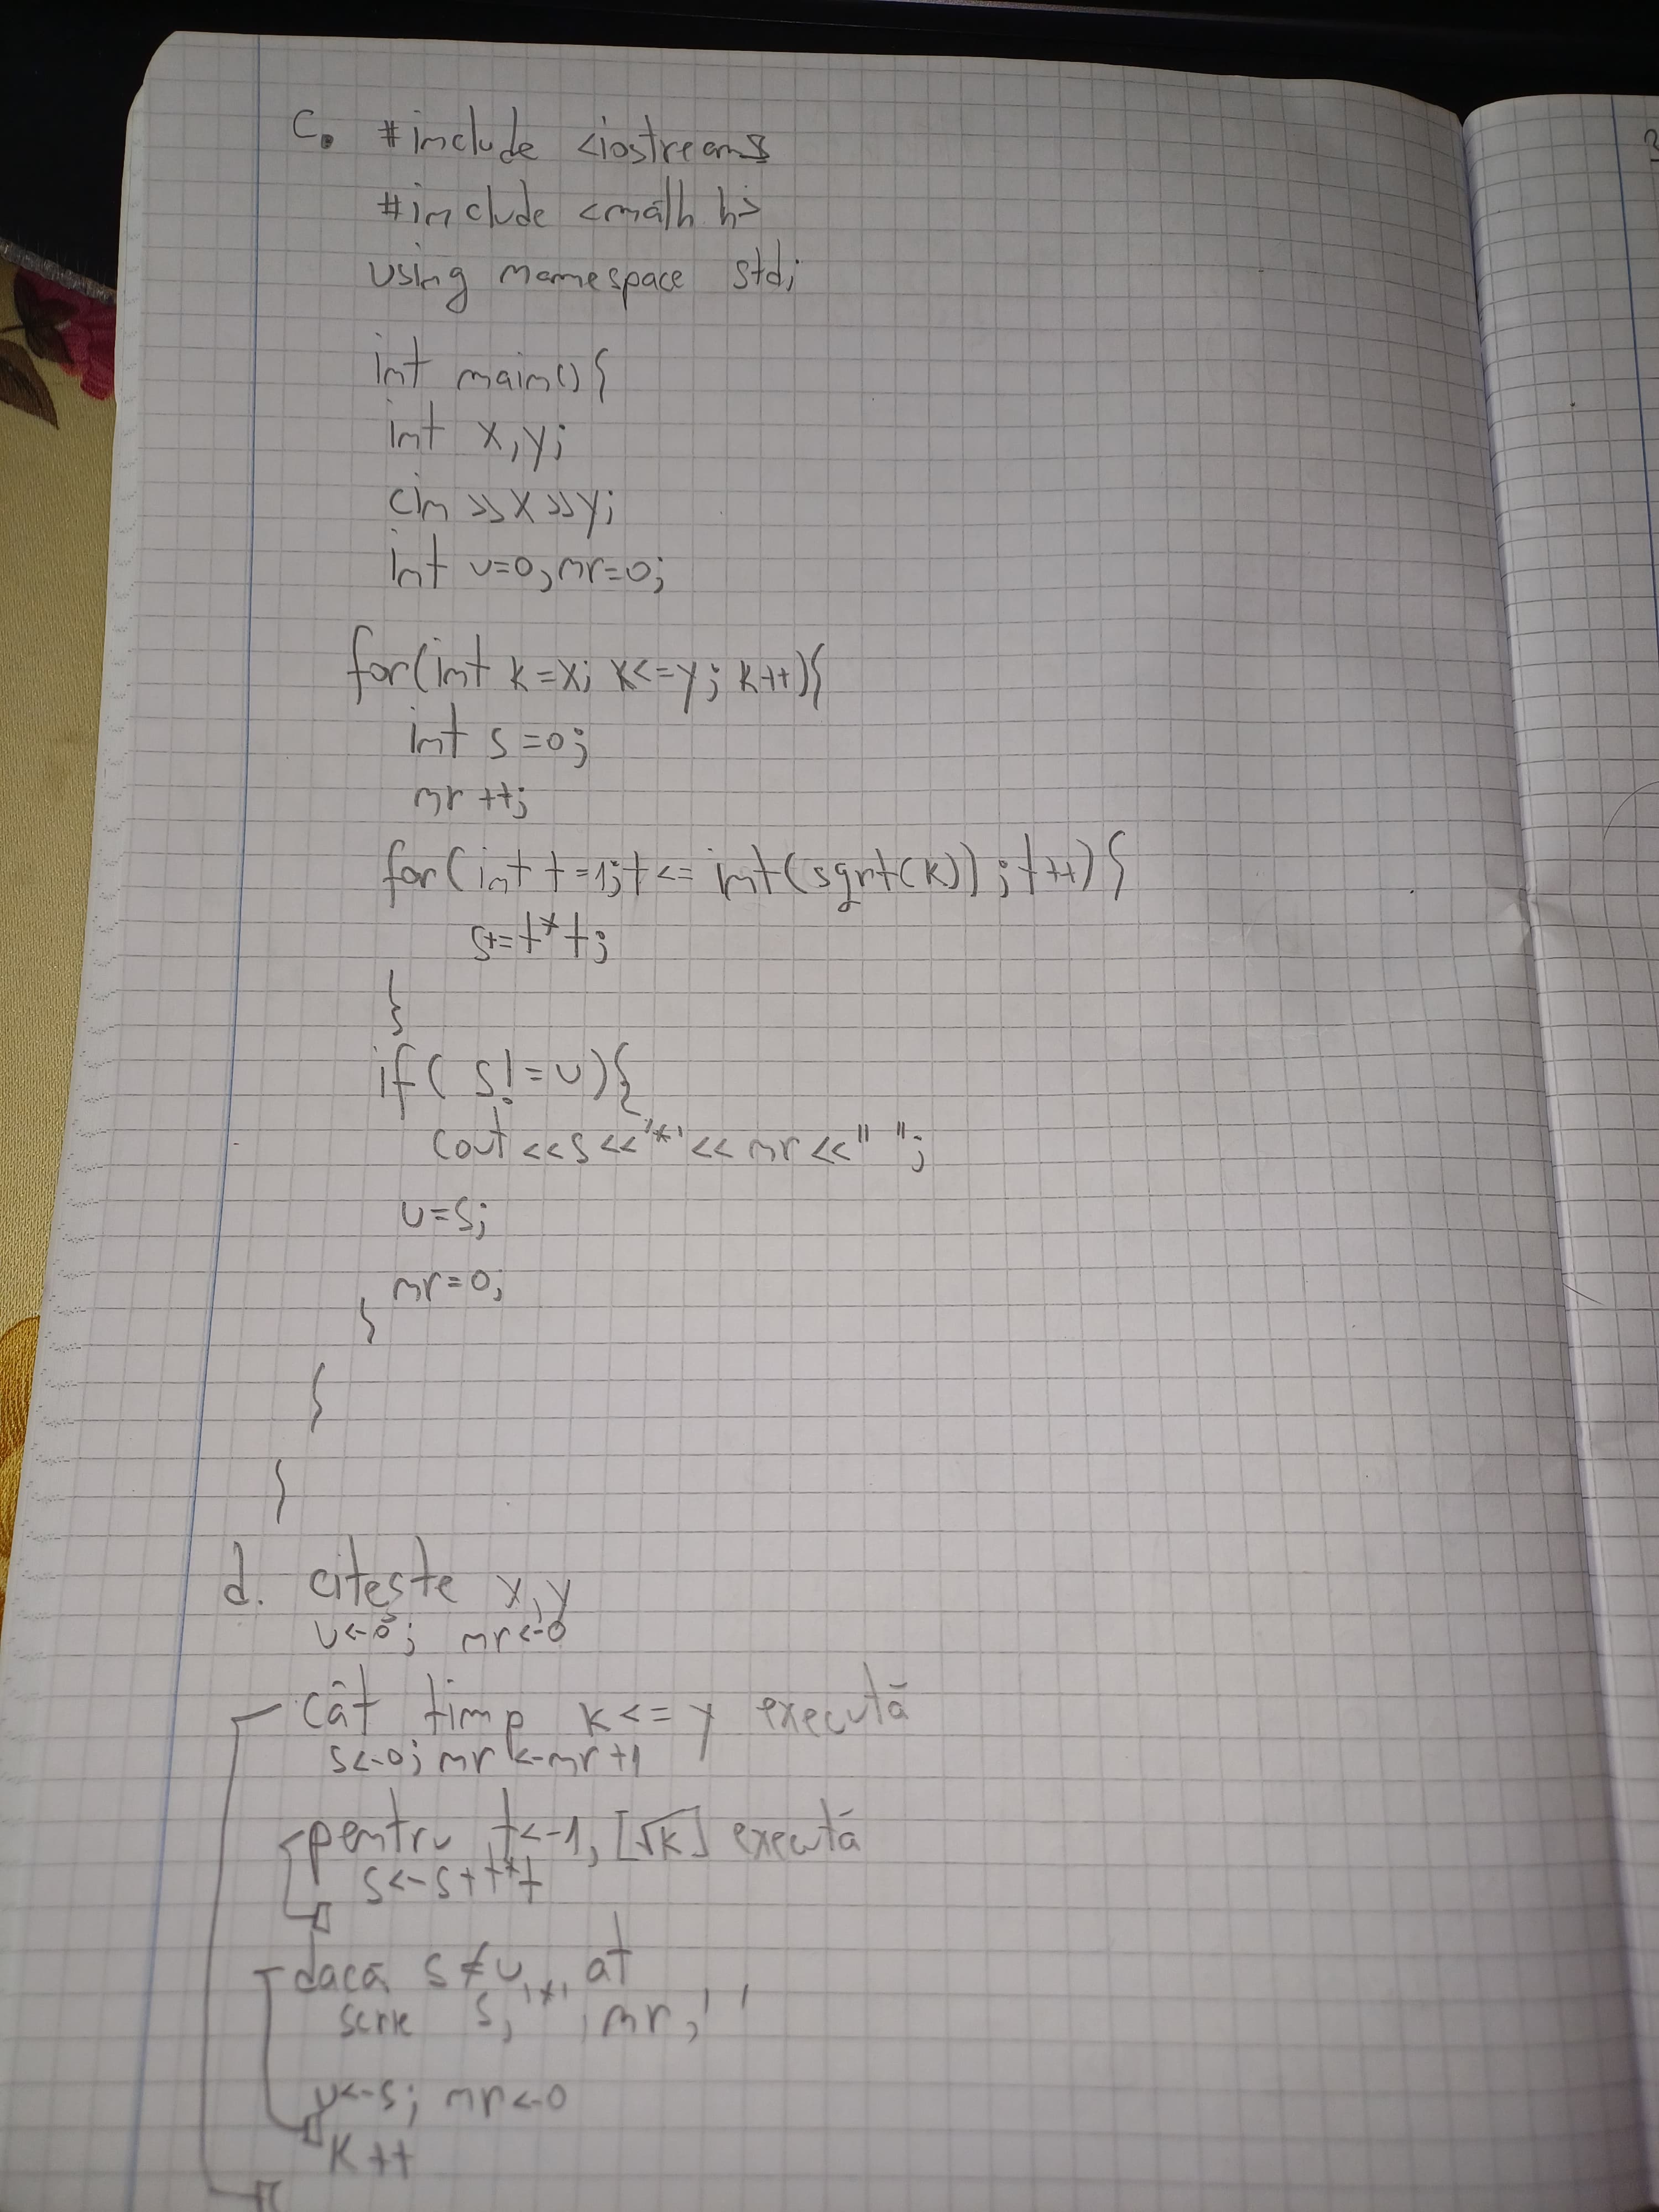 c. #include <iostream>
#include <math.h>
using namespace std;
int main(){
int x,y;
cin >>x>>y;
int u=0,nr=0;
for(int k=x; k<=y; k++){
int s=0;
nr++;
for(int t=1;t<= int(sqrt(k));t++){
s+=t*t;
}
if( s!=u){
cout<<s<<'*'<<nr<<" ";
u=s;
nr=0;
}
}
}
d. citește x,y
u<-0; nr<-0
Cât timp k<=y execută
s<-0; nr<-nr+1
pentru t<-1,[√k] execută
s<-s+t*t
dacă s≠u at
scrie s,'*',nr,' '
u<-s; nr<-0
k++